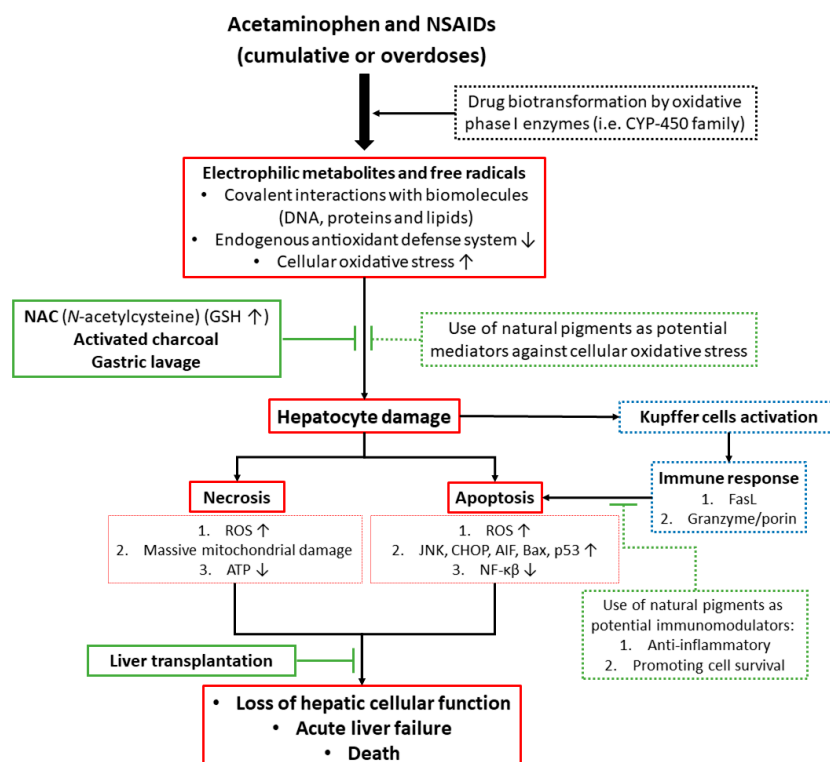 Acetaminophen and NSAIDs
(cumulative or overdoses)
Drug biotransformation by oxidative
phase I enzymes (i.e. CYP-450 family)
Electrophilic metabolites and free radicals
• Covalent interactions with biomolecules
(DNA, proteins and lipids)
• Endogenous antioxidant defense system ↓
• Cellular oxidative stress ↑
NAC (N-acetylcysteine) (GSH ↑)
Activated charcoal
Gastric lavage
Use of natural pigments as potential
mediators against cellular oxidative stress
Hepatocyte damage
Kupffer cells activation
Necrosis
Apoptosis
Immune response
1. FasL
2. Granzyme/porin
1. ROS ↑
2. Massive mitochondrial damage
3. ATP ↓
1. ROS ↑
2. JNK, CHOP, AIF, Bax, p53 ↑
3. NF-κβ ↓
Use of natural pigments as
potential immunomodulators:
1. Anti-inflammatory
2. Promoting cell survival
Liver transplantation
• Loss of hepatic cellular function
• Acute liver failure
• Death